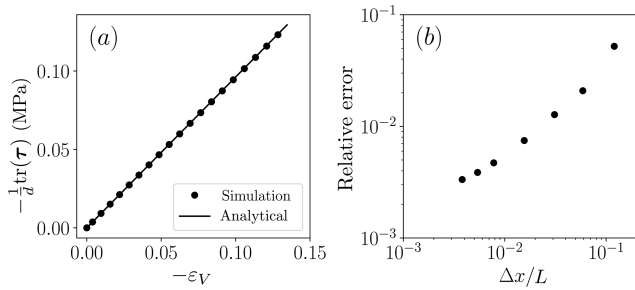 (a)
−1/d tr(τ) (MPa)
0.10
0.05
0.00
0.00 0.05 0.10 0.15
−ε_V
Simulation
Analytical
(b)
Relative error
10⁻¹
10⁻²
10⁻³
10⁻³ 10⁻² 10⁻¹
Δx/L